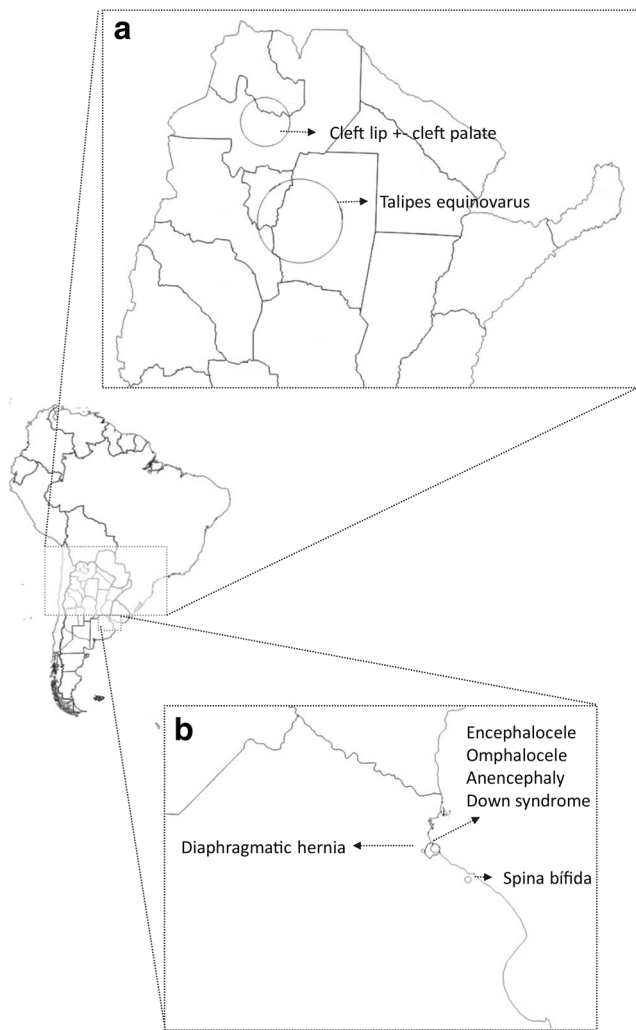 a
Cleft lip +- cleft palate
Talipes equinovarus
b
Encephalocele
Omphalocele
Anencephaly
Down syndrome
Diaphragmatic hernia
Spina bífida